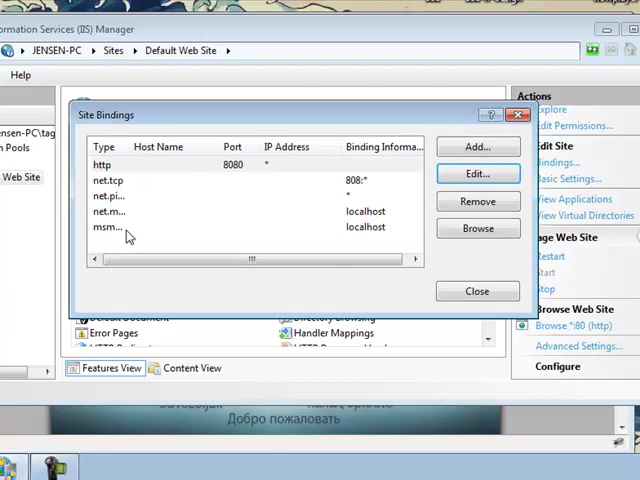 nformation Services (IIS) Manager
JENSEN-PC
Sites
Default Web Site
Help
JENSEN-PC\tag
n Pools
Web Site
Site Bindings
Type
Host Name
Port
IP Address
Binding Informa...
http
8080
*
net.tcp
808:*
net.pi...
*
net.m...
localhost
msm...
localhost
Add...
Edit...
Remove
Browse
Close
Default Document
Directory Browsing
Error Pages
Handler Mappings
Features View
Content View
Actions
Explore
Edit Permissions...
Edit Site
Bindings...
Basic Settings...
View Applications
View Virtual Directories
age Web Site
Restart
Start
Stop
Browse Web Site
Browse *:80 (http)
Advanced Settings...
Configure
Добро пожаловать